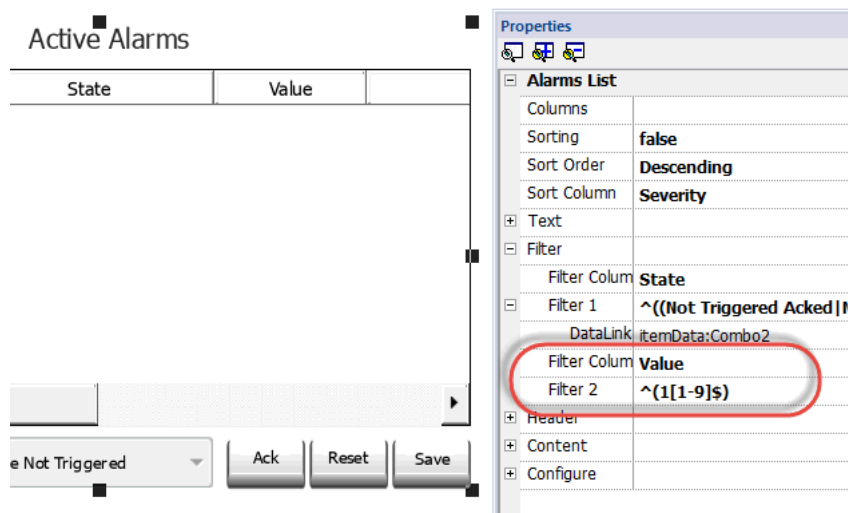 Active Alarms
State Value
e Not Triggered
Ack Reset Save
Properties
Alarms List
Columns
Sorting false
Sort Order Descending
Sort Column Severity
Text
Filter
Filter Colum State
Filter 1 ^((Not Triggered Acked|N
DataLink itemData:Combo2
Filter Colum Value
Filter 2 ^(1[1-9]$)
Header
Content
Configure